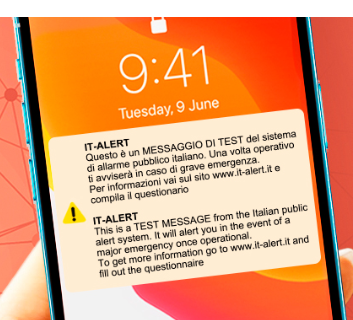 9:41
Tuesday, 9 June
IT-ALERT
Questo è un MESSAGGIO DI TEST del sistema
di allarme pubblico italiano. Una volta operativo
ti avviserà in caso di grave emergenza.
Per informazioni vai sul sito www.it-alert.it e
compila il questionario
IT-ALERT
This is a TEST MESSAGE from the Italian public
alert system. It will alert you in the event of a
major emergency once operational.
To get more information go to www.it-alert.it and
fill out the questionnaire